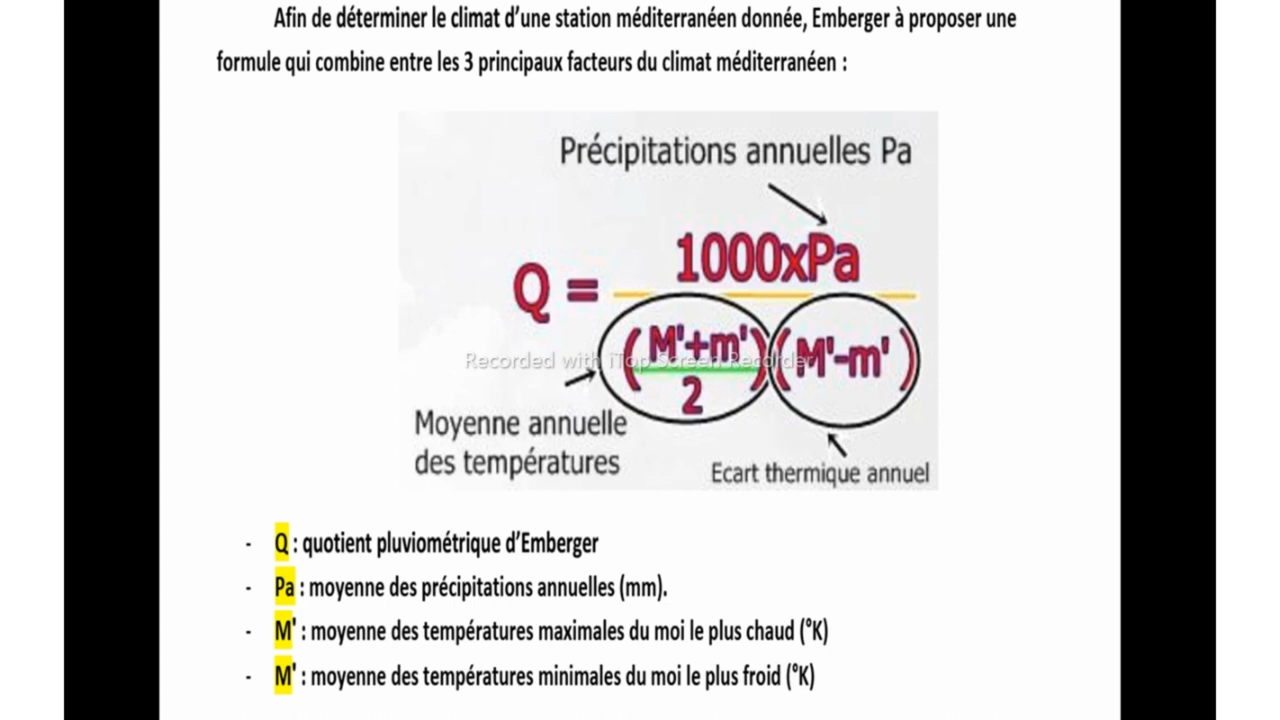 Afin de déterminer le climat d'une station méditerranéen donnée, Emberger à proposer une
formule qui combine entre les 3 principaux facteurs du climat méditerranéen :
Précipitations annuelles Pa
1000xPa
Q =
(M'+m')(M'-m')
2
Recorded with iTop Screen Recorder
Moyenne annuelle
des températures
Ecart thermique annuel
- Q : quotient pluviométrique d'Emberger
- Pa : moyenne des précipitations annuelles (mm).
- M' : moyenne des températures maximales du moi le plus chaud (°K)
- M' : moyenne des températures minimales du moi le plus froid (°K)